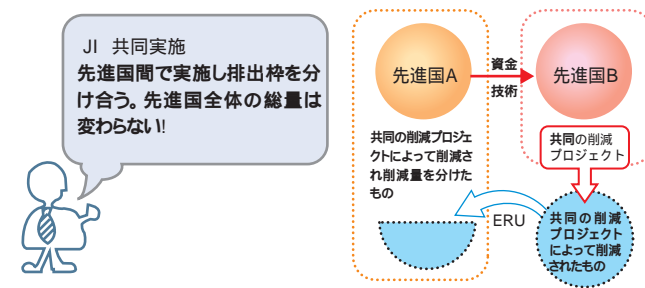 JI 共同実施
先進国間で実施し排出枠を分
け合う。先進国全体の総量は
変わらない!
先進国A
資金
技術
先進国B
共同の削減プロジェ
クトによって削減さ
れ削減量を分けた
もの
共同の削減
プロジェクト
ERU
共同の削減
プロジェクト
によって削減
されたもの